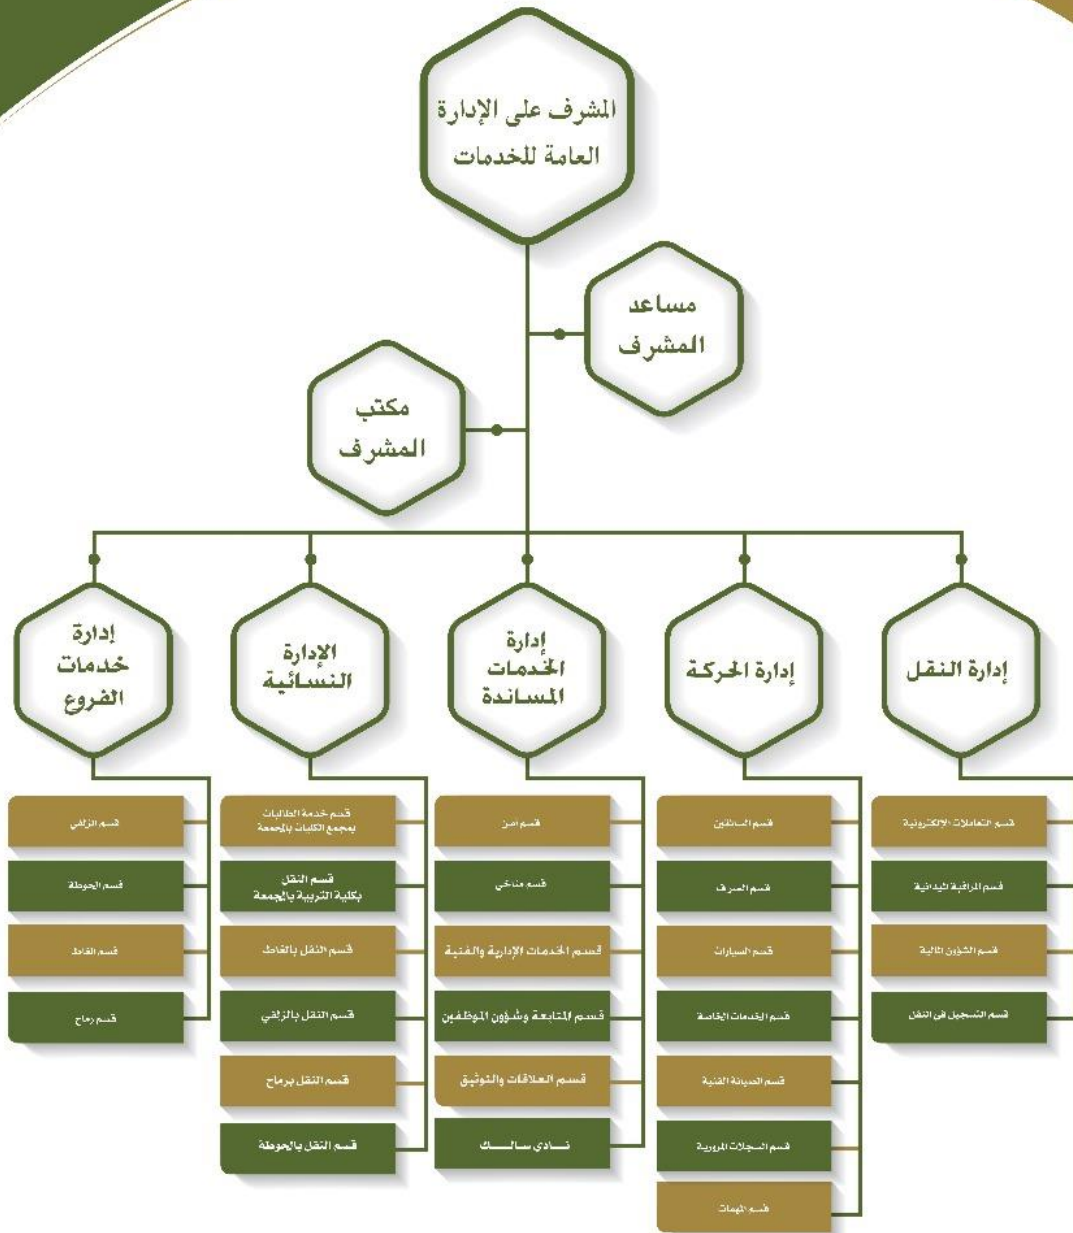 المشرف على الإدارة
العامة للخدمات
مساعد
المشرف
مكتب
المشرف
إدارة النقل
إدارة الحركة
إدارة
الخدمات
المساندة
الإدارة
النسائية
إدارة
خدمات
الفروع
قسم التعاملات الإلكترونية
قسم المراقبة الميدانية
قسم الشؤون المالية
قسم التسجيل في النقل
قسم السائقين
قسم الصرف
قسم السيارات
قسم الخدمات الخاصة
قسم الصيانة الفنية
قسم السجلات المرورية
قسم المهمات
قسم امن
قسم مناخي
قسم الخدمات الإدارية والفنية
قسم المتابعة وشؤون الموظفين
قسم العلاقات والتوثيق
نادي سالك
قسم خدمة الطالبات
بمجمع الكليات بالمجمعة
قسم النقل
بكلية التربية بالمجمعة
قسم النقل بالغاط
قسم النقل بالزلفي
قسم النقل برماح
قسم النقل بالحوطة
قسم الزلفي
قسم الحوطة
قسم الغاط
قسم رماح